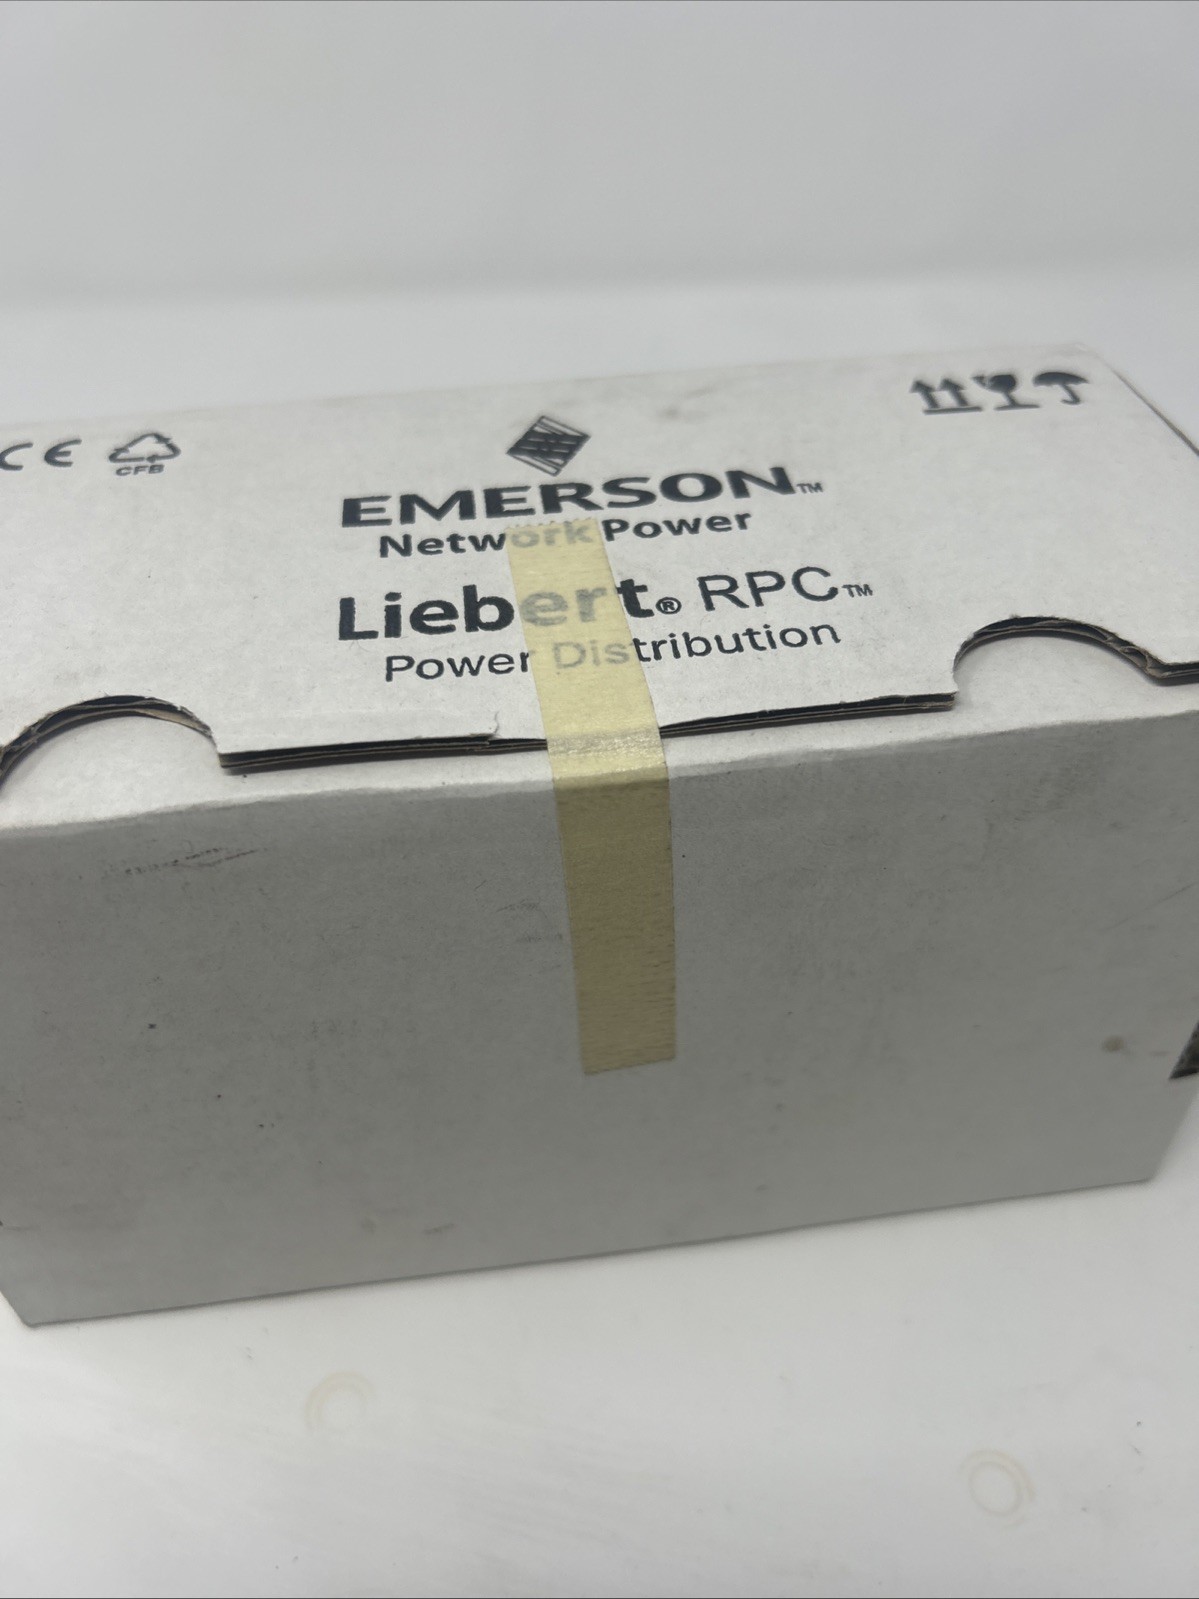 CE
CFB
EMERSON™
Network Power
Liebert® RPC™
Power Distribution